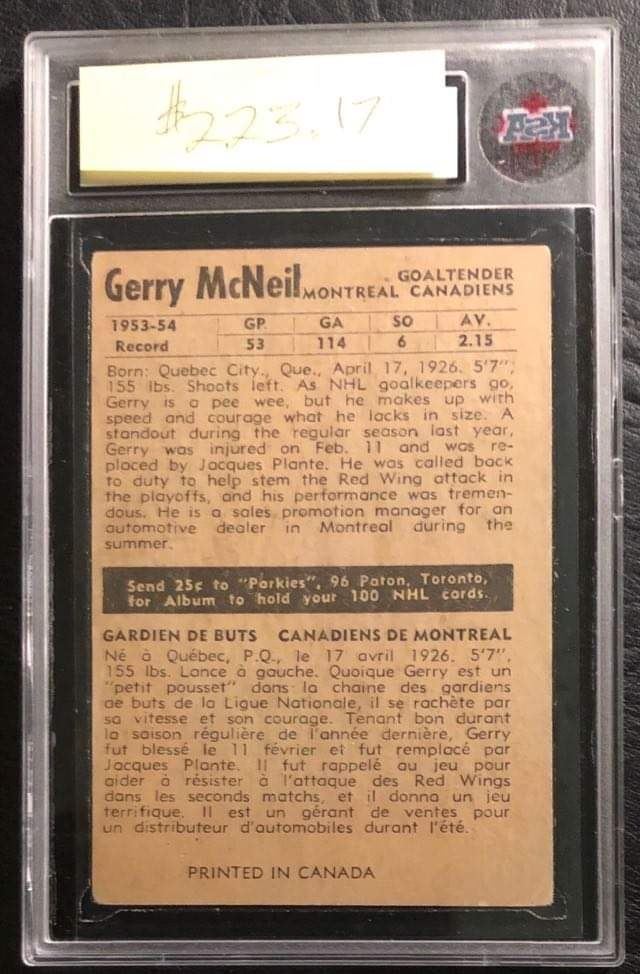 $223.17
KSA
Gerry McNeil MONTREAL CANADIENS
GOALTENDER
1953-54 GP. GA SO AV.
Record 53 114 6 2.15
Born: Quebec City., Que., April 17, 1926. 5'7",
155 lbs. Shoots left. As NHL goalkeepers go,
Gerry is a pee wee, but he makes up with
speed and courage what he lacks in size. A
standout during the regular season last year,
Gerry was injured on Feb. 11 and was re-
placed by Jacques Plante. He was called back
to duty to help stem the Red Wing attack in
the playoffs, and his performance was tremen-
dous. He is a sales promotion manager for an
automotive dealer in Montreal during the
summer.
Send 25¢ to "Parkies", 96 Paton, Toronto,
for Album to hold your 100 NHL cards.
GARDIEN DE BUTS CANADIENS DE MONTREAL
Né à Québec, P.Q., le 17 avril 1926. 5'7",
155 lbs. Lance à gauche. Quoique Gerry est un
"petit pousset" dans la chaine des gardiens
de buts de la Ligue Nationale, il se rachète par
sa vitesse et son courage. Tenant bon durant
la saison régulière de l'année dernière, Gerry
fut blessé le 11 février et fut remplacé par
Jacques Plante. Il fut rappelé au jeu pour
aider à résister à l'attaque des Red Wings
dans les seconds matchs, et il donna un jeu
terrifique. Il est un gérant de ventes pour
un distributeur d'automobiles durant l'été.
PRINTED IN CANADA